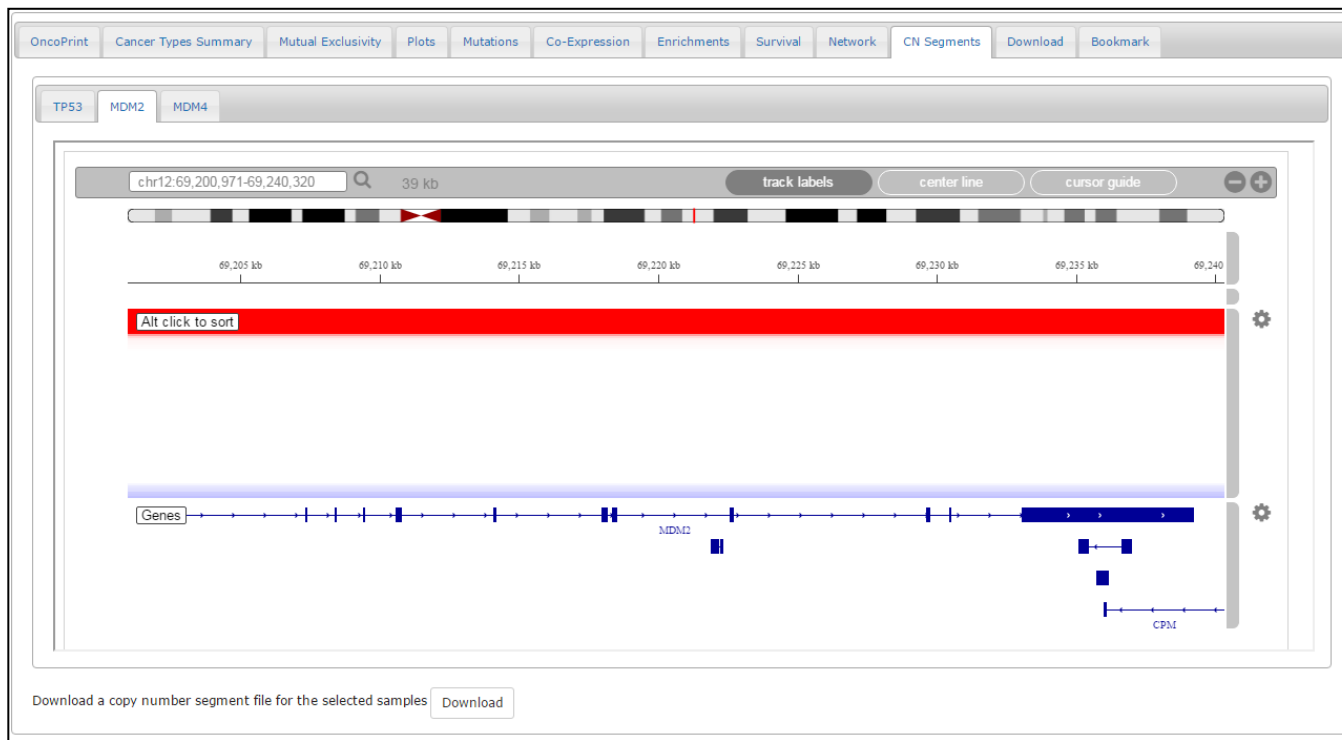 OncoPrint Cancer Types Summary Mutual Exclusivity Plots Mutations Co-Expression Enrichments Survival Network CN Segments Download Bookmark
TP53 MDM2 MDM4
chr12:69,200,971-69,240,320 39 kb track labels center line cursor guide
69,205 kb 69,210 kb 69,215 kb 69,220 kb 69,225 kb 69,230 kb 69,235 kb 69,240
Alt click to sort
Genes
MDM2
CPM
Download a copy number segment file for the selected samples Download